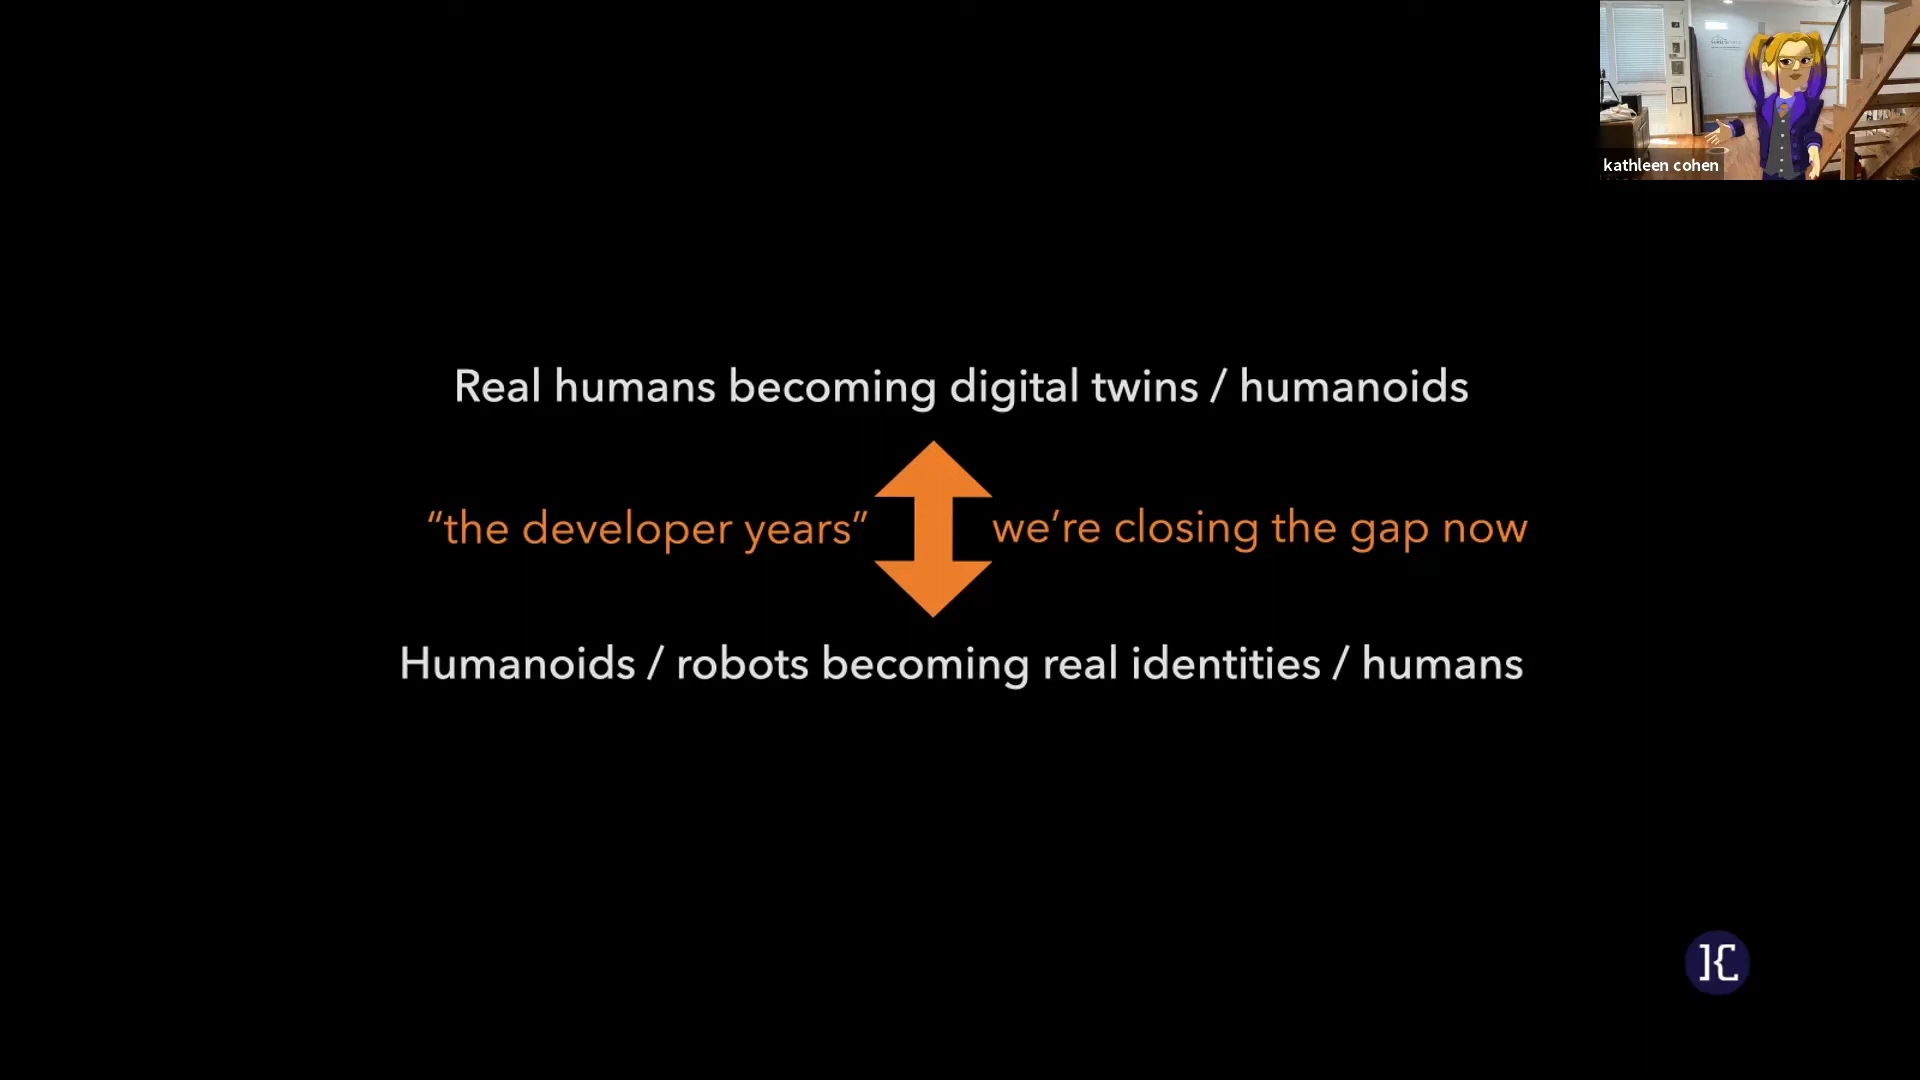 kathleen cohen
Real humans becoming digital twins / humanoids
“the developer years” we’re closing the gap now
Humanoids / robots becoming real identities / humans